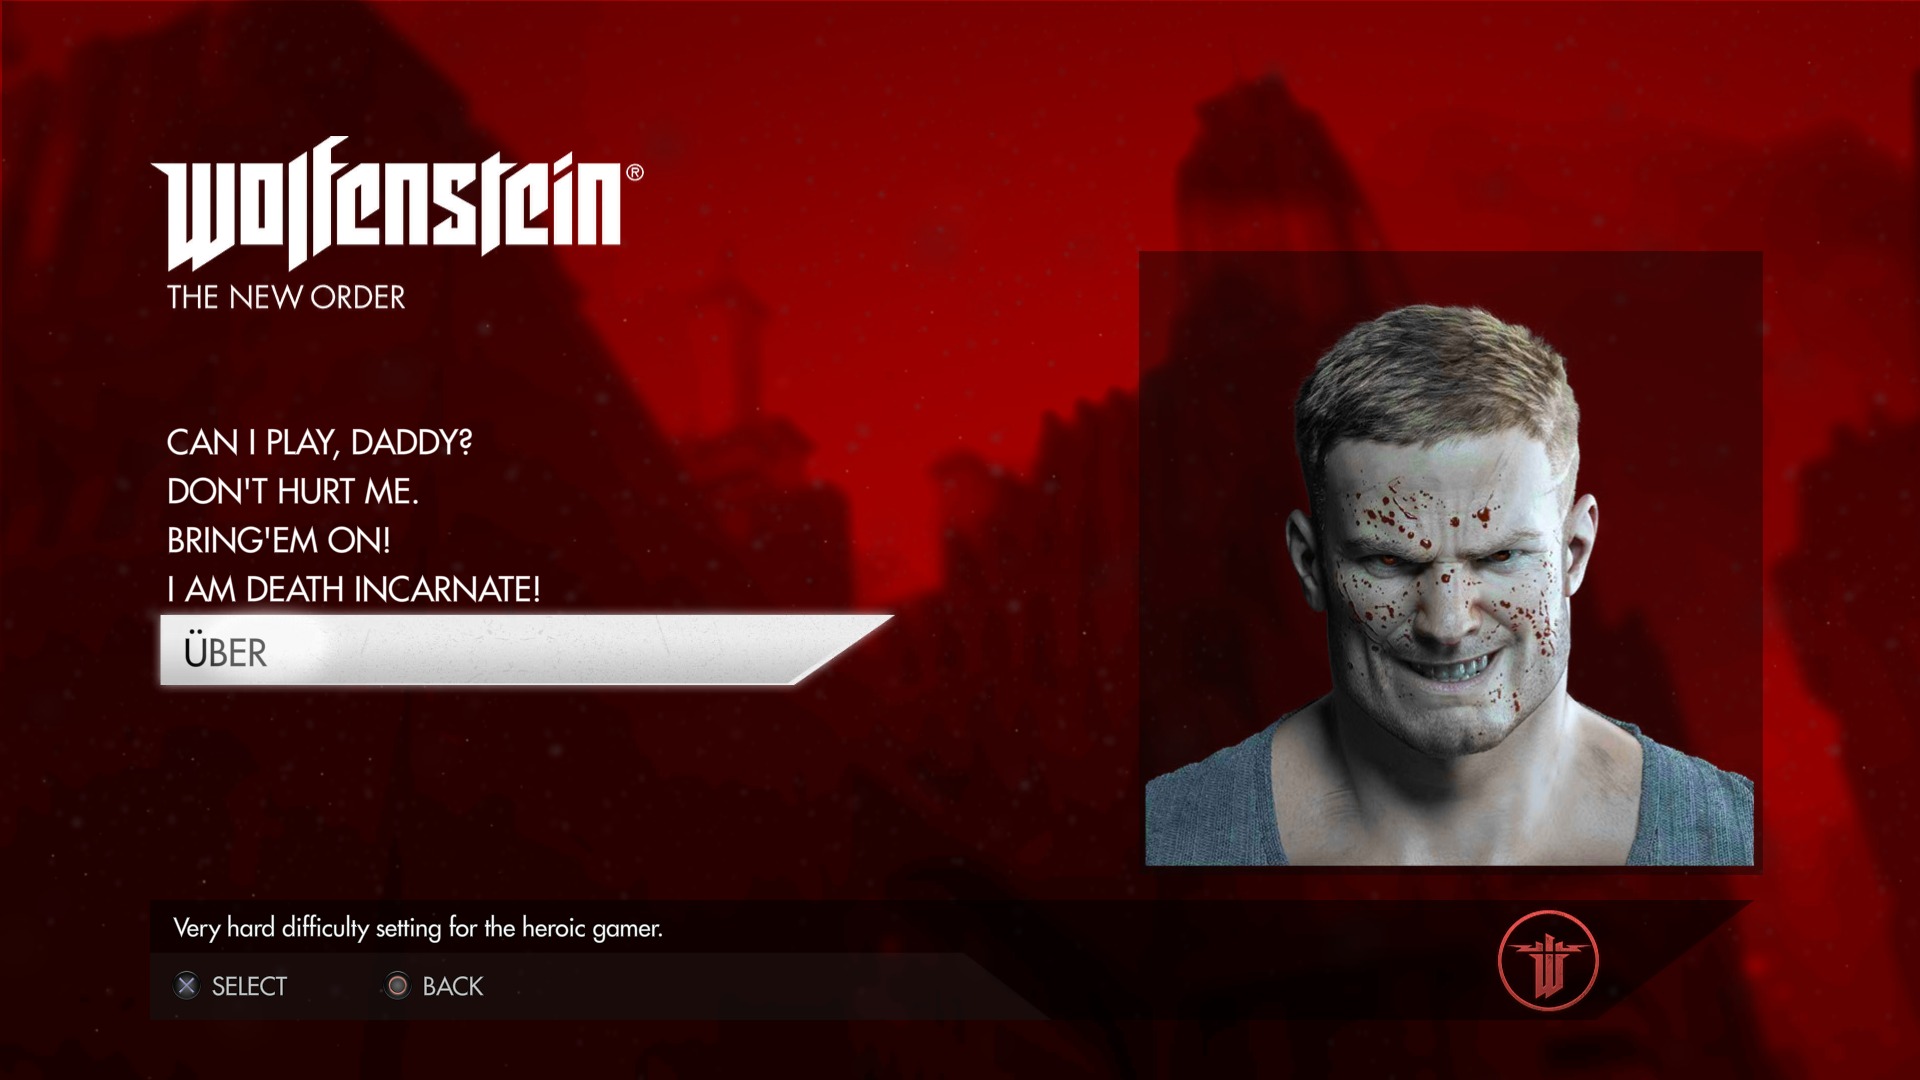 Wolfenstein®
THE NEW ORDER
CAN I PLAY, DADDY?
DON'T HURT ME.
BRING'EM ON!
I AM DEATH INCARNATE!
ÜBER
Very hard difficulty setting for the heroic gamer.
SELECT BACK